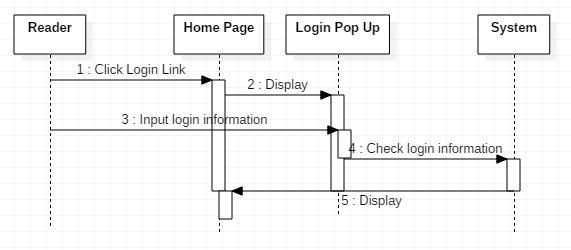 Reader
Home Page
Login Pop Up
System
1 : Click Login Link
2 : Display
3 : Input login information
4 : Check login information
5 : Display